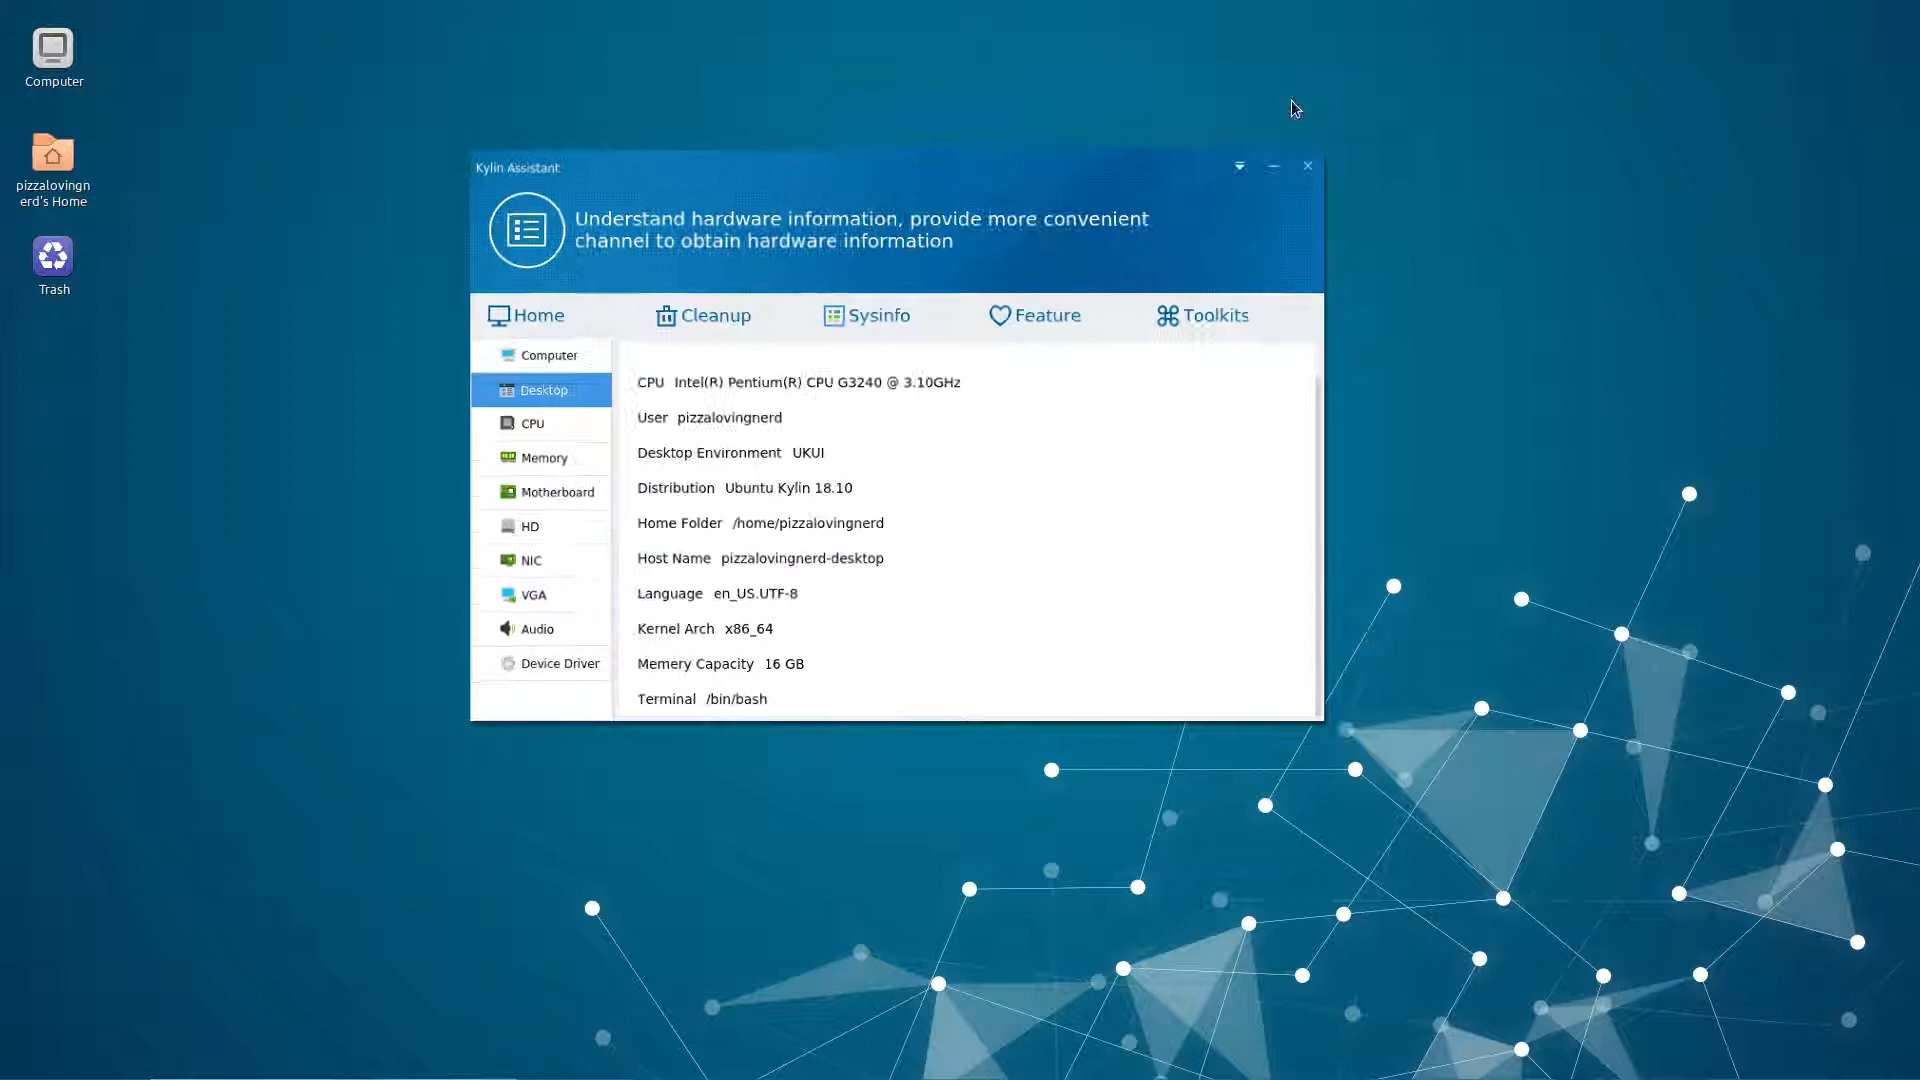 Computer
pizzalovingn
erd's Home
Trash
Kylin Assistant
Understand hardware information, provide more convenient
channel to obtain hardware information
Home Cleanup Sysinfo Feature Toolkits
Computer
Desktop
CPU
Memory
Motherboard
HD
NIC
VGA
Audio
Device Driver
CPU Intel(R) Pentium(R) CPU G3240 @ 3.10GHz
User pizzalovingnerd
Desktop Environment UKUI
Distribution Ubuntu Kylin 18.10
Home Folder /home/pizzalovingnerd
Host Name pizzalovingnerd-desktop
Language en_US.UTF-8
Kernel Arch x86_64
Memory Capacity 16 GB
Terminal /bin/bash